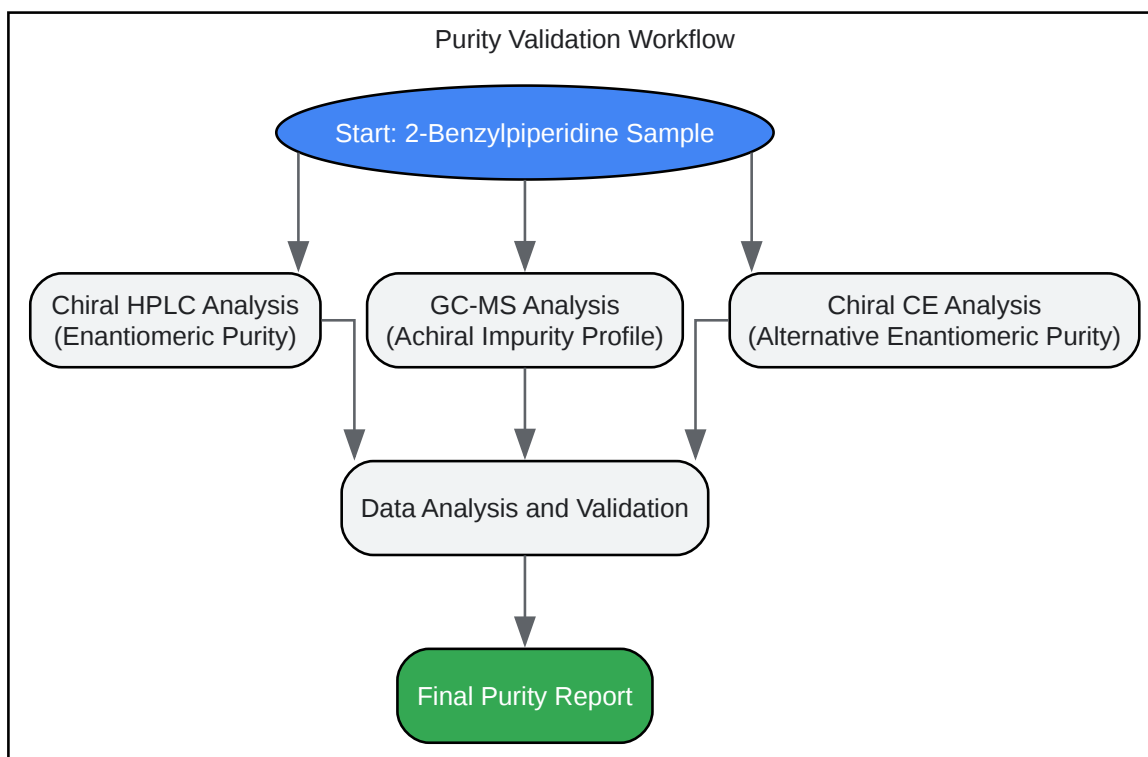 Purity Validation Workflow
Start: 2-Benzylpiperidine Sample
Chiral HPLC Analysis
(Enantiomeric Purity)
GC-MS Analysis
(Achiral Impurity Profile)
Chiral CE Analysis
(Alternative Enantiomeric Purity)
Data Analysis and Validation
Final Purity Report